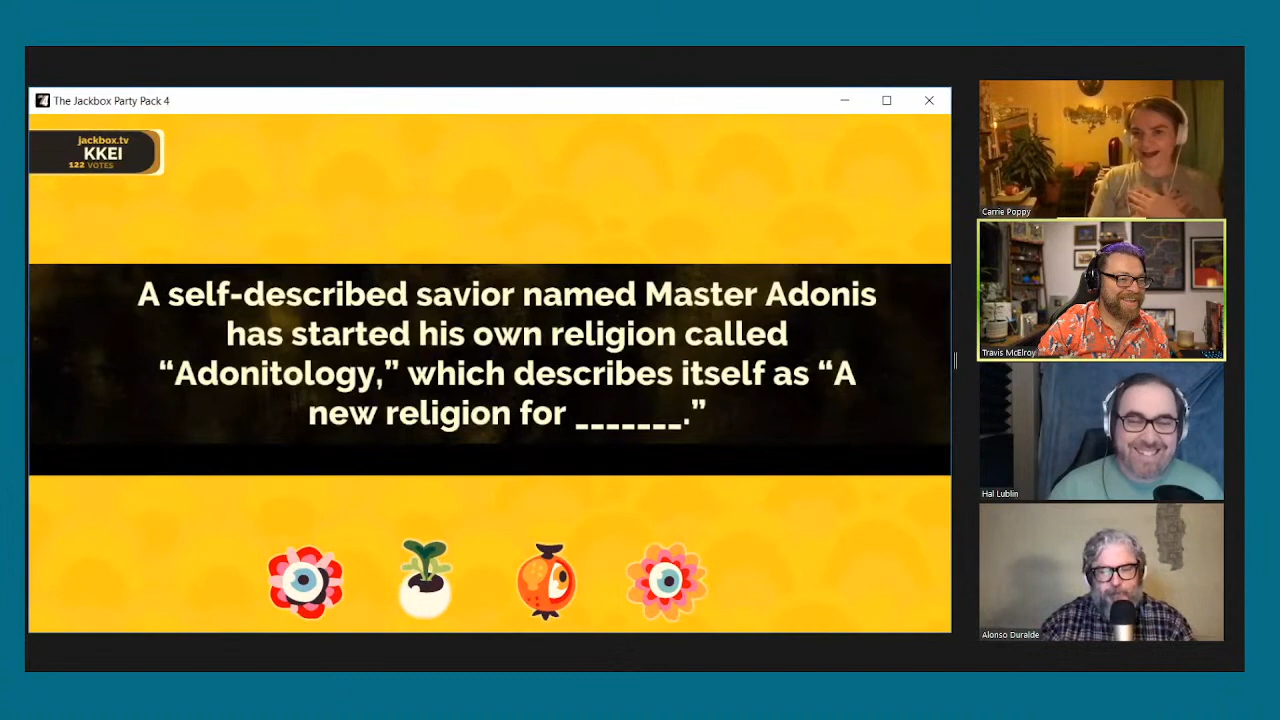 The Jackbox Party Pack 4
jackbox.tv
KKEI
122 VOTES
A self-described savior named Master Adonis
has started his own religion called
“Adonitology,” which describes itself as “A
new religion for _______.”
Carrie Poppy
Travis McElroy
Hal Lublin
Alonso Duralde